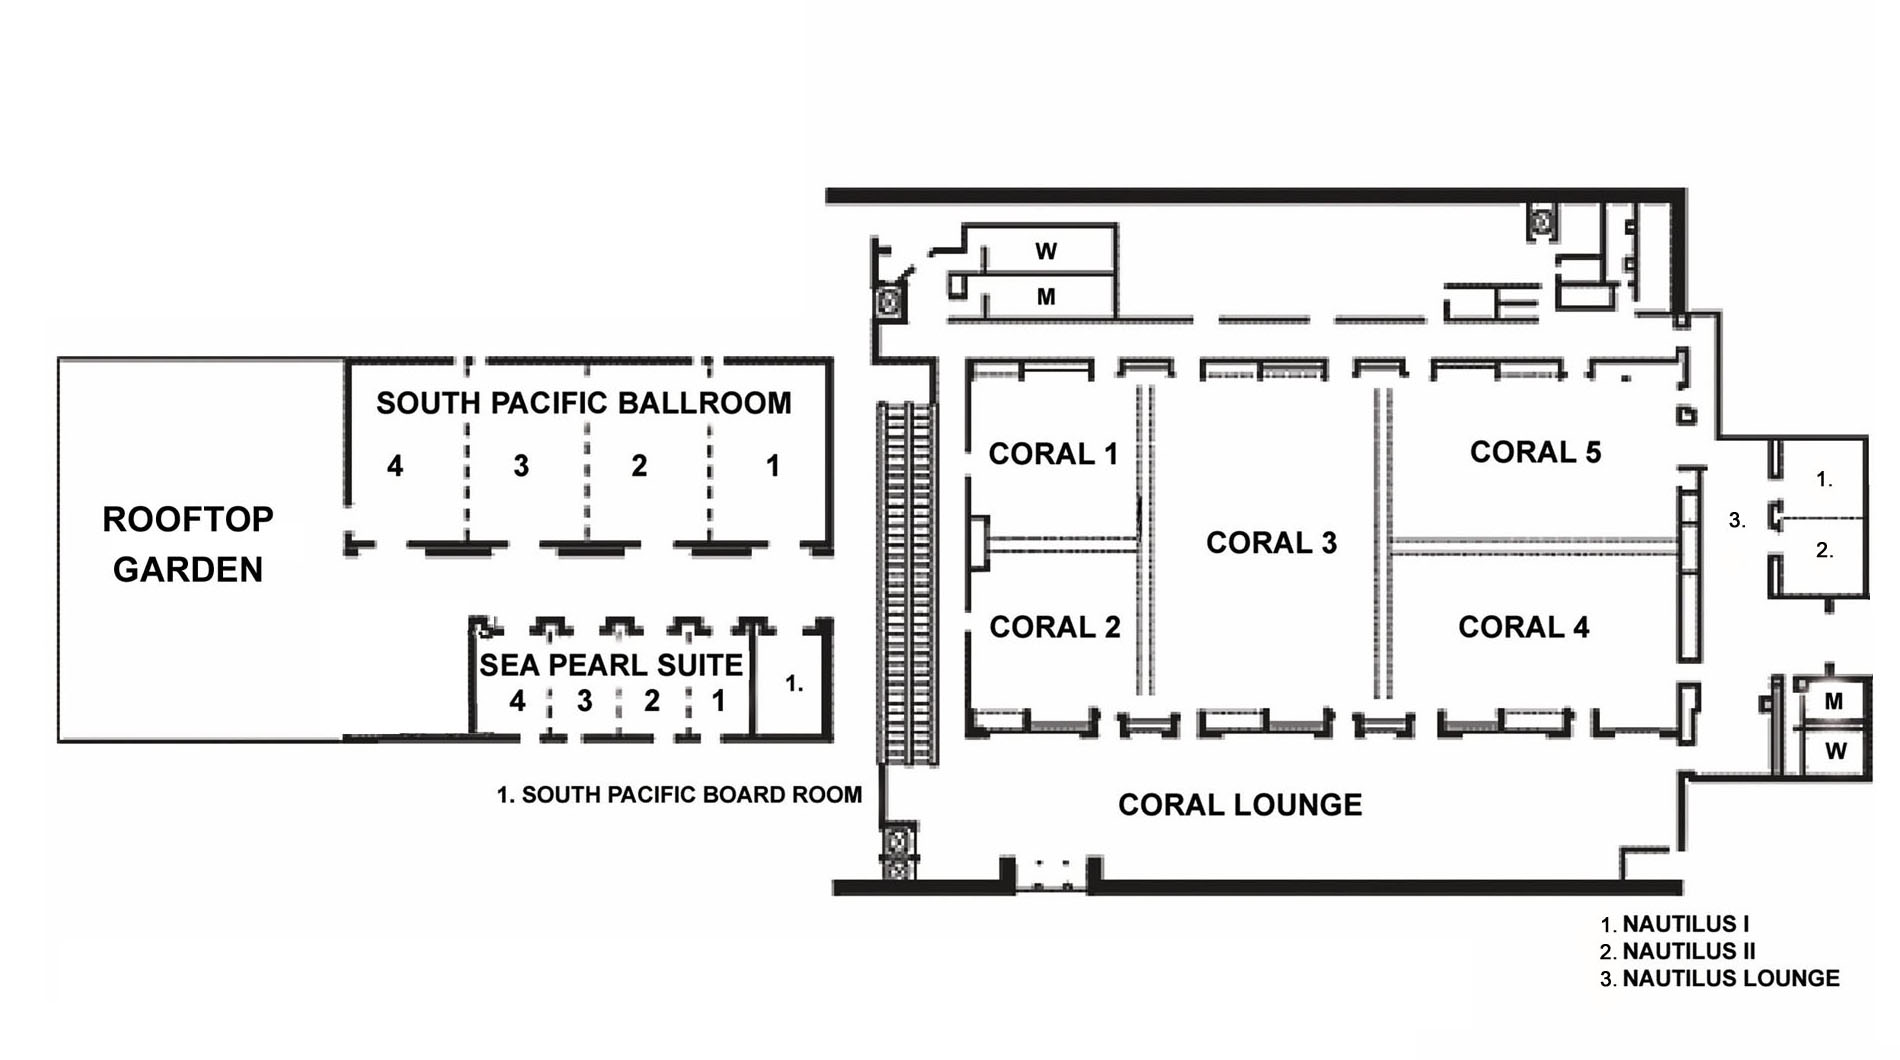 W
M
SOUTH PACIFIC BALLROOM
4 3 2 1
ROOFTOP
GARDEN
SEA PEARL SUITE
4 3 2 1
1.
1. SOUTH PACIFIC BOARD ROOM
CORAL 1
CORAL 2
CORAL 3
CORAL 5
CORAL 4
CORAL LOUNGE
1.
3.
2.
M
W
1. NAUTILUS I
2. NAUTILUS II
3. NAUTILUS LOUNGE